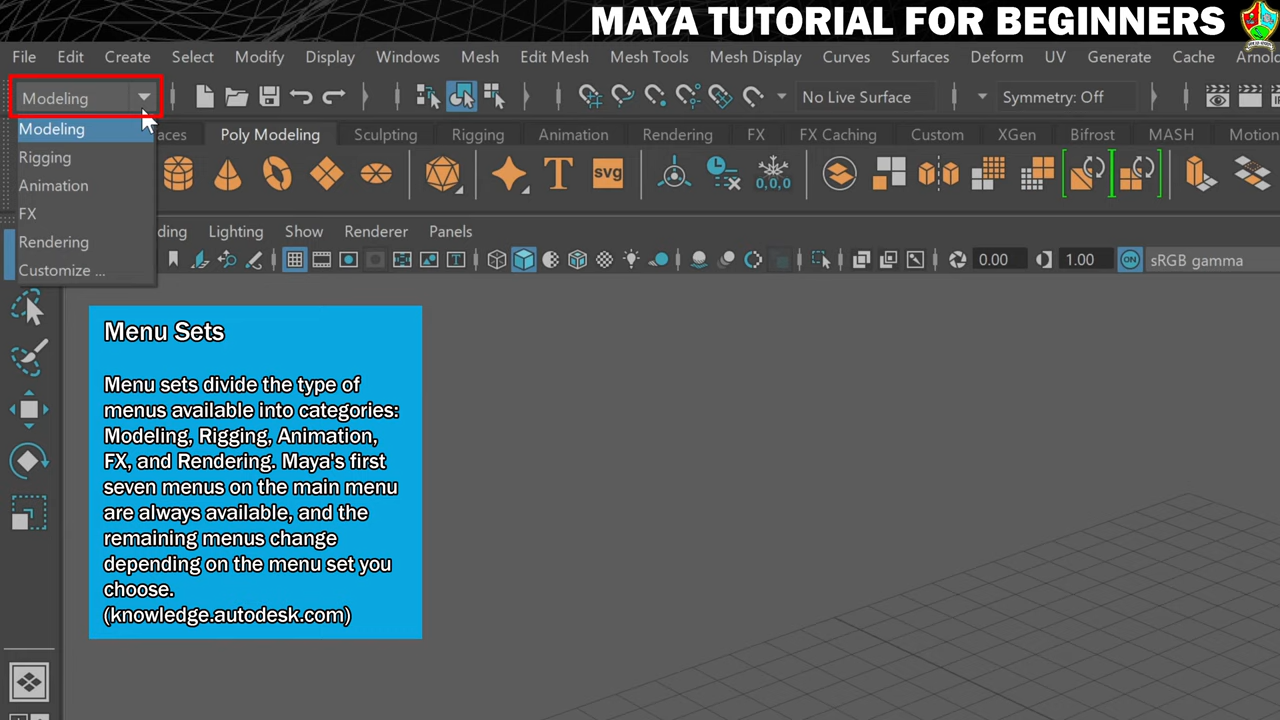 MAYA TUTORIAL FOR BEGINNERS
File Edit Create Select Modify Display Windows Mesh Edit Mesh Mesh Tools Mesh Display Curves Surfaces Deform UV Generate Cache Arnold
Modeling No Live Surface Symmetry: Off
aces Poly Modeling Sculpting Rigging Animation Rendering FX FX Caching Custom XGen Bifrost MASH Motion
Modeling
Rigging
Animation
FX
Rendering
Customize ...
T svg 0,0,0
ding Lighting Show Renderer Panels
0.00 1.00 ON sRGB gamma
Menu Sets
Menu sets divide the type of
menus available into categories:
Modeling, Rigging, Animation,
FX, and Rendering. Maya's first
seven menus on the main menu
are always available, and the
remaining menus change
depending on the menu set you
choose.
(knowledge.autodesk.com)